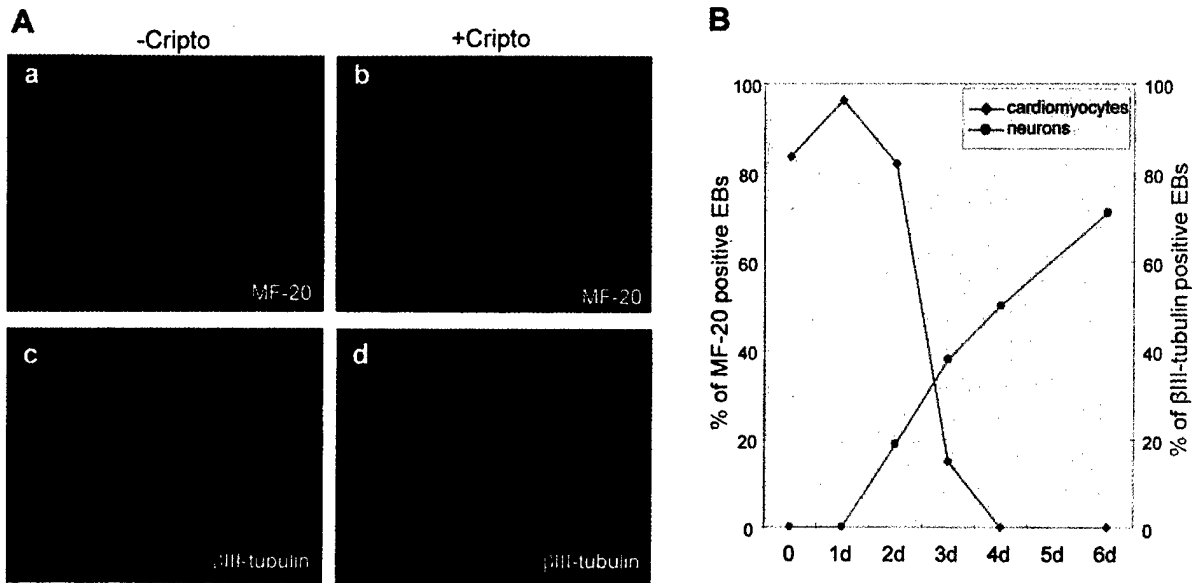 A
-Cripto
+Cripto
a
MF-20
b
MF-20
c
βIII-tubulin
d
βIII-tubulin
B
% of MF-20 positive EBs
100
80
60
40
20
0
cardiomyocytes
neurons
100
80
60
40
20
0
% of βIII-tubulin positive EBs
0 1d 2d 3d 4d 5d 6d